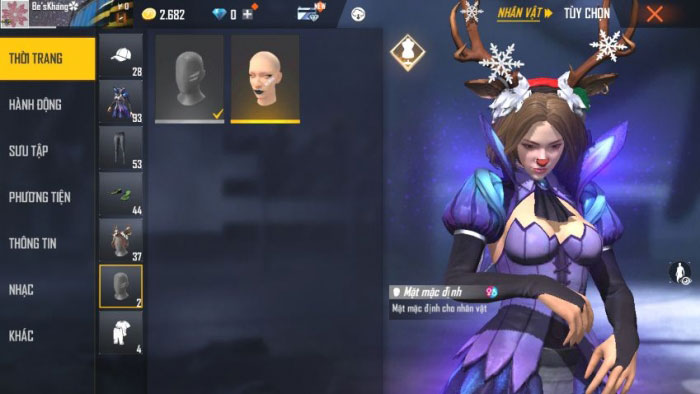 Be'sKhang
2.682
0
NHÂN VẬT
TÙY CHỌN
THỜI TRANG
HÀNH ĐỘNG
SƯU TẬP
PHƯƠNG TIỆN
THÔNG TIN
NHẠC
KHÁC
28
93
53
44
37
2
4
Mặt mặc định
Mặt mặc định cho nhân vật